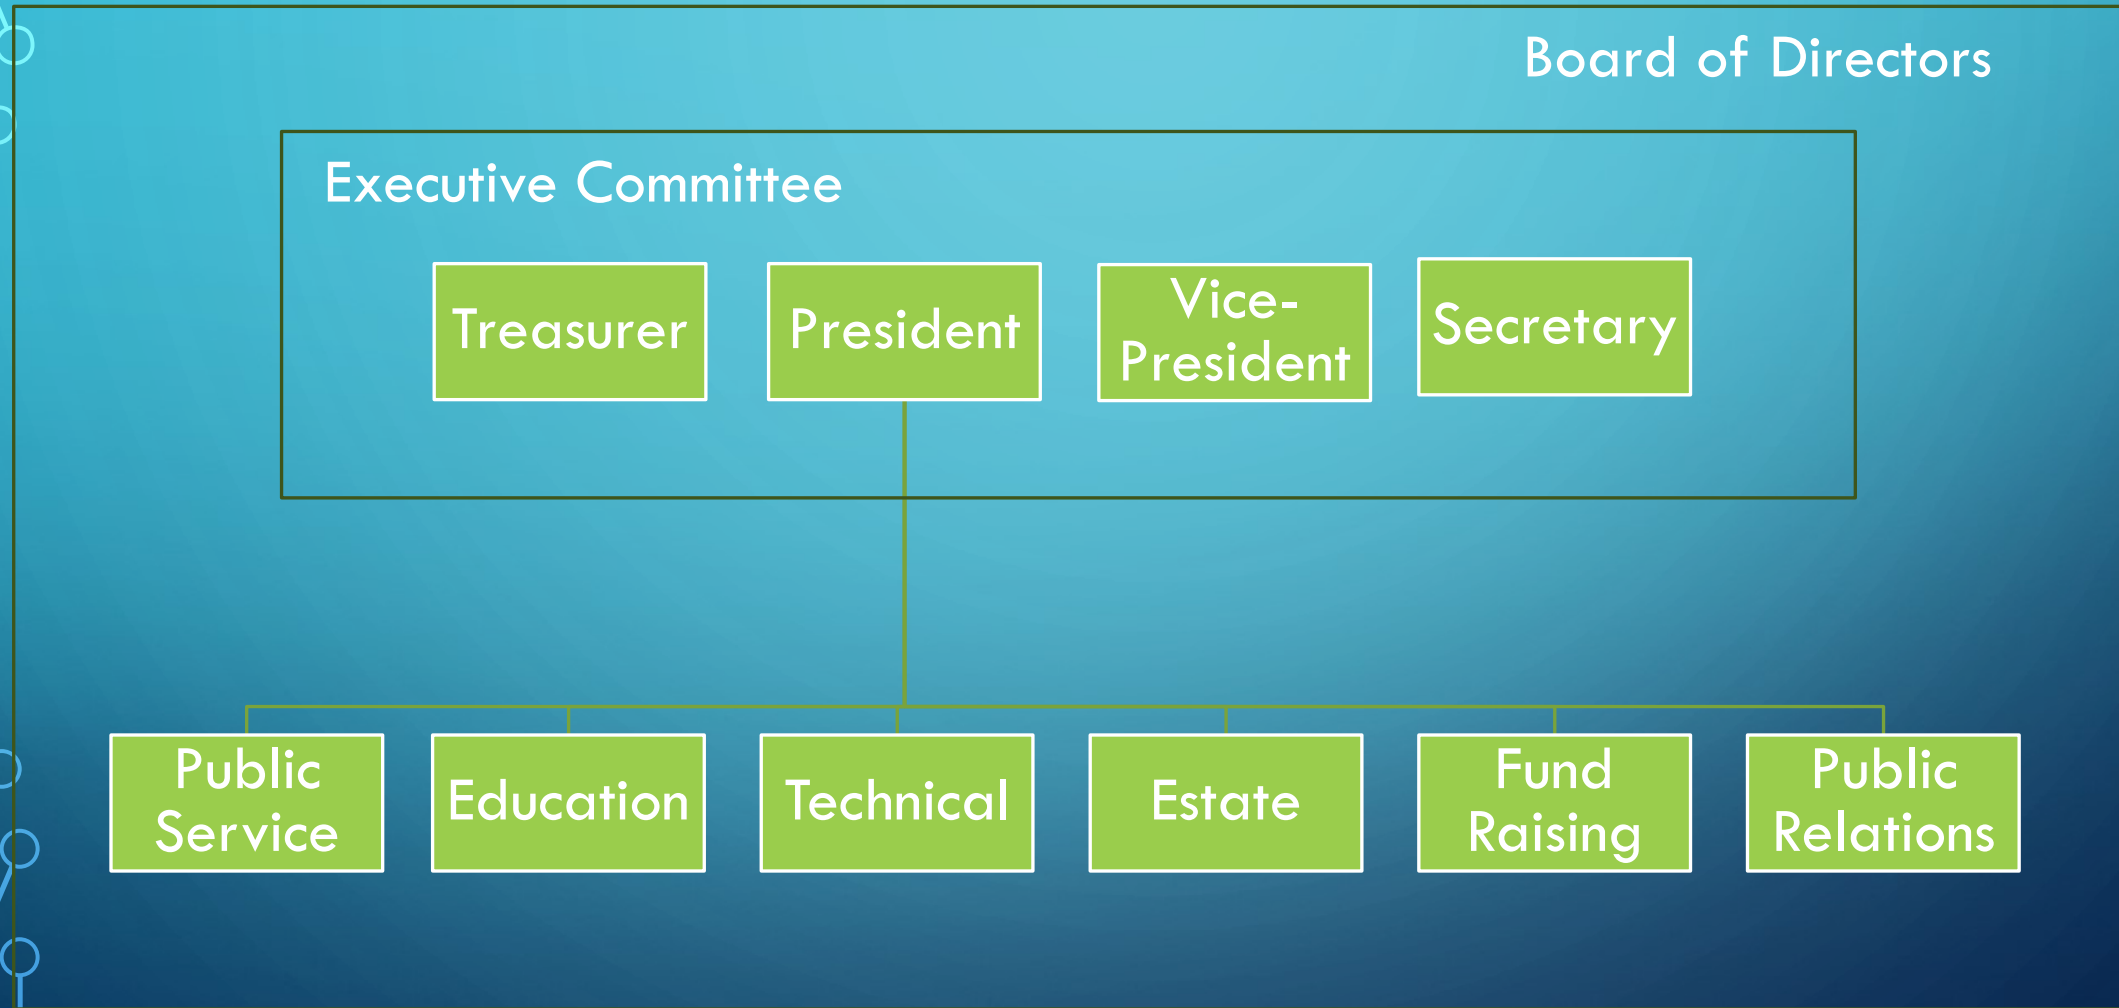 Board of Directors
Executive Committee
Treasurer
President
Vice-
President
Secretary
Public
Service
Education
Technical
Estate
Fund
Raising
Public
Relations